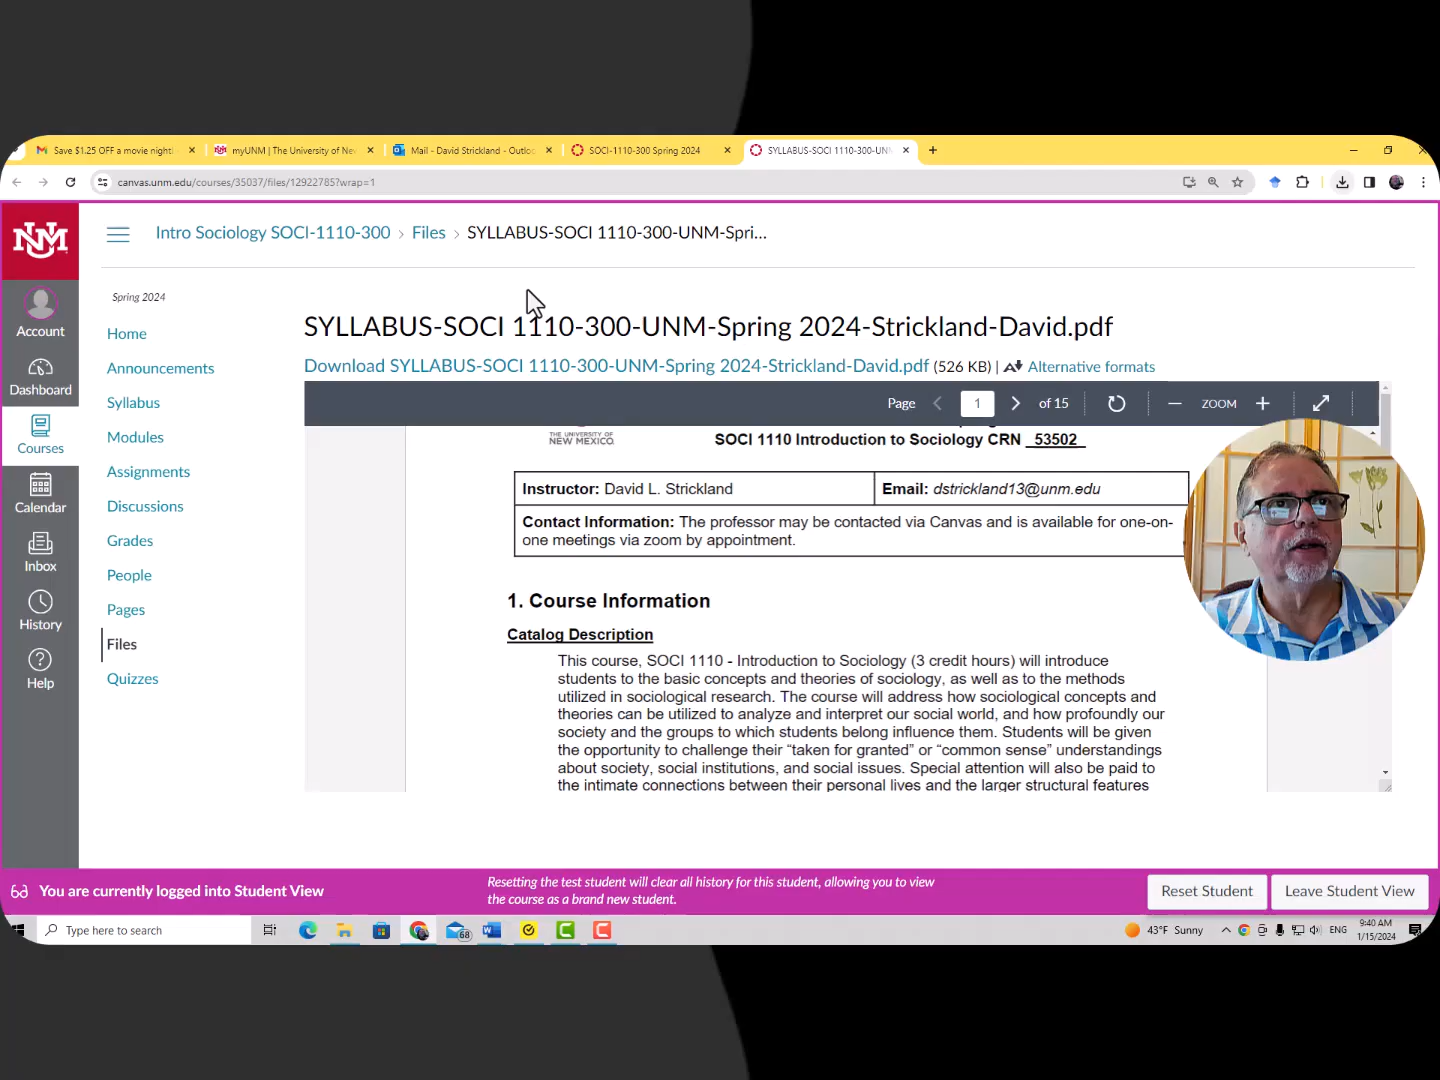 Save $1.25 OFF a movie night!
myUNM | The University of Ne
Mail - David Strickland - Outlo
SOCI-1110-300 Spring 2024
SYLLABUS-SOCI 1110-300-UN
canvas.unm.edu/courses/35037/files/12922785?wrap=1
UNM
Intro Sociology SOCI-1110-300 > Files > SYLLABUS-SOCI 1110-300-UNM-Spri...
Account
Dashboard
Courses
Calendar
Inbox
History
Help
Spring 2024
Home
Announcements
Syllabus
Modules
Assignments
Discussions
Grades
People
Pages
Files
Quizzes
SYLLABUS-SOCI 1110-300-UNM-Spring 2024-Strickland-David.pdf
Download SYLLABUS-SOCI 1110-300-UNM-Spring 2024-Strickland-David.pdf (526 KB) | Alternative formats
Page 1 of 15 ZOOM
THE UNIVERSITY OF
NEW MEXICO
SOCI 1110 Introduction to Sociology CRN 53502
Instructor: David L. Strickland
Email: dstrickland13@unm.edu
Contact Information: The professor may be contacted via Canvas and is available for one-on-
one meetings via zoom by appointment.
1. Course Information
Catalog Description
This course, SOCI 1110 - Introduction to Sociology (3 credit hours) will introduce
students to the basic concepts and theories of sociology, as well as to the methods
utilized in sociological research. The course will address how sociological concepts and
theories can be utilized to analyze and interpret our social world, and how profoundly our
society and the groups to which students belong influence them. Students will be given
the opportunity to challenge their “taken for granted” or “common sense” understandings
about society, social institutions, and social issues. Special attention will also be paid to
the intimate connections between their personal lives and the larger structural features
You are currently logged into Student View
Resetting the test student will clear all history for this student, allowing you to view
the course as a brand new student.
Reset Student
Leave Student View
Type here to search
68
43°F Sunny
ENG
9:40 AM
1/15/2024